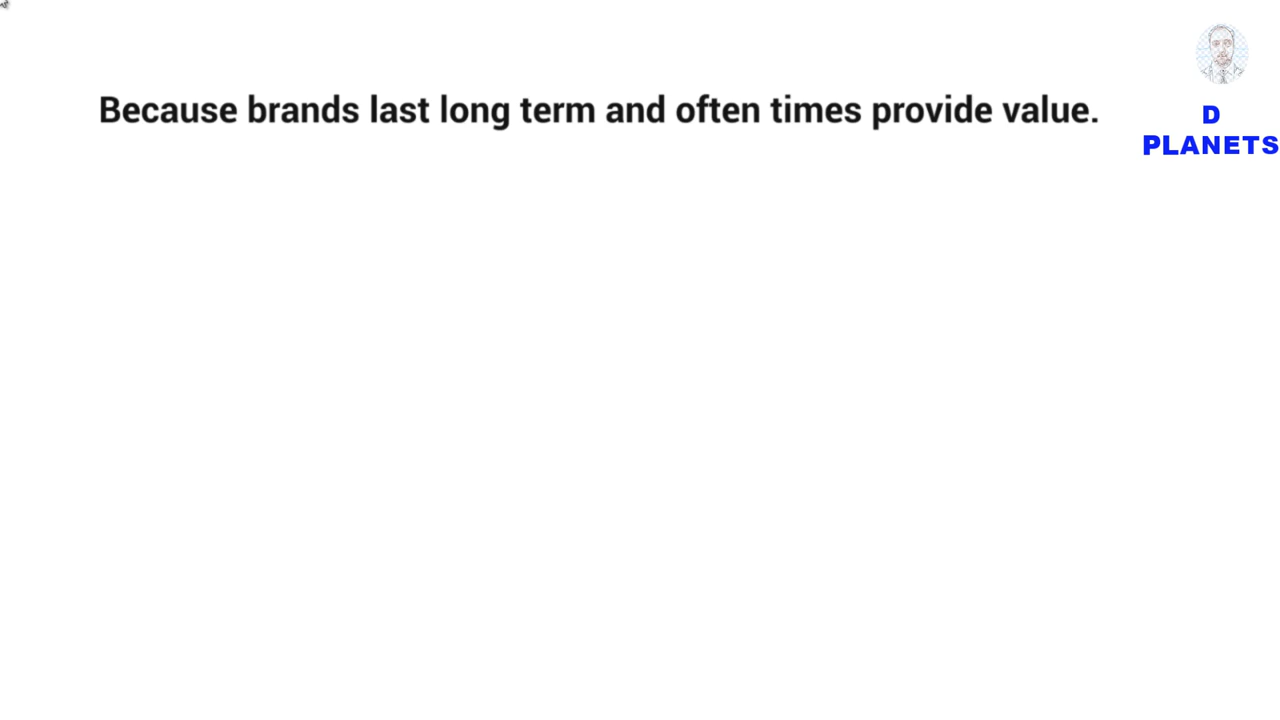 Because brands last long term and often times provide value.
D
PLANETS